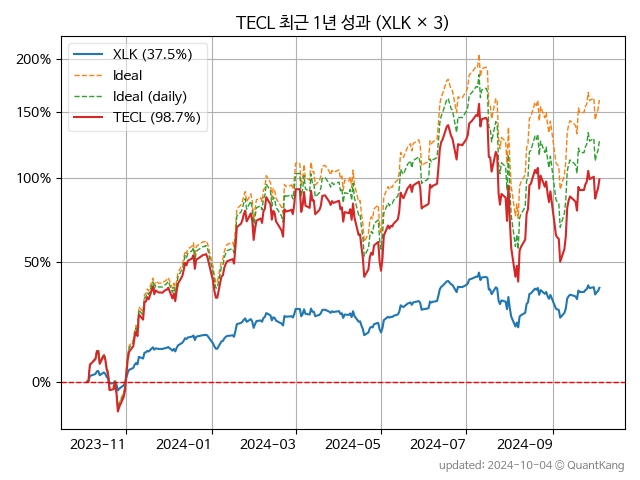 TECL 최근 1년 성과 (XLK × 3)
XLK (37.5%)
Ideal
Ideal (daily)
TECL (98.7%)
200%
150%
100%
50%
0%
2023-11
2024-01
2024-03
2024-05
2024-07
2024-09
updated: 2024-10-04 © QuantKang